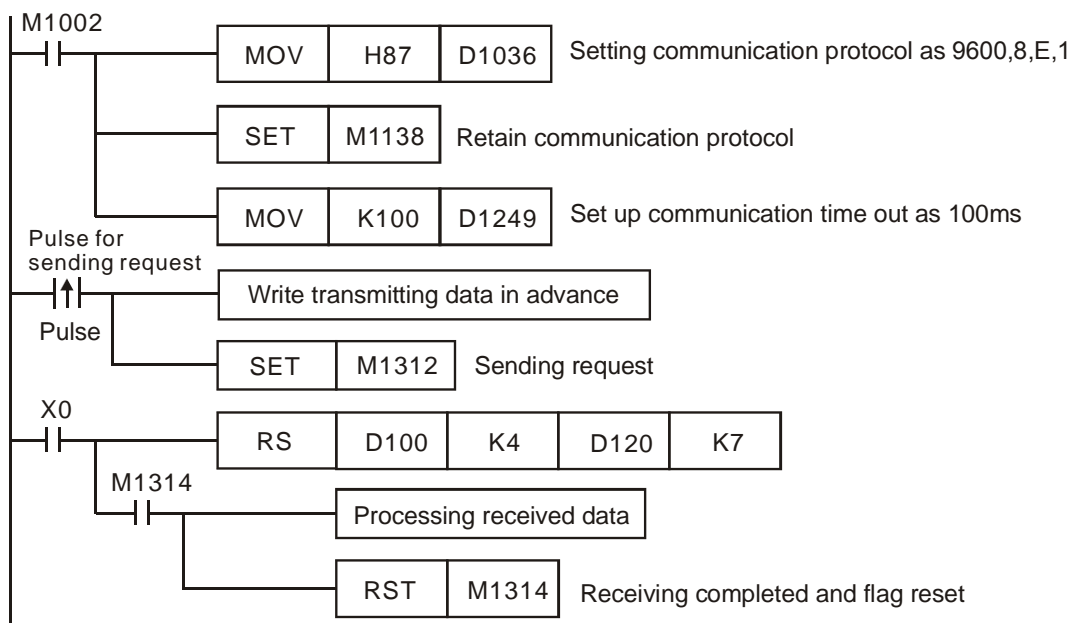 M1002
MOV H87 D1036 Setting communication protocol as 9600,8,E,1
SET M1138 Retain communication protocol
MOV K100 D1249 Set up communication time out as 100ms
Pulse for
sending request
Write transmitting data in advance
Pulse
SET M1312 Sending request
X0
RS D100 K4 D120 K7
M1314
Processing received data
RST M1314 Receiving completed and flag reset